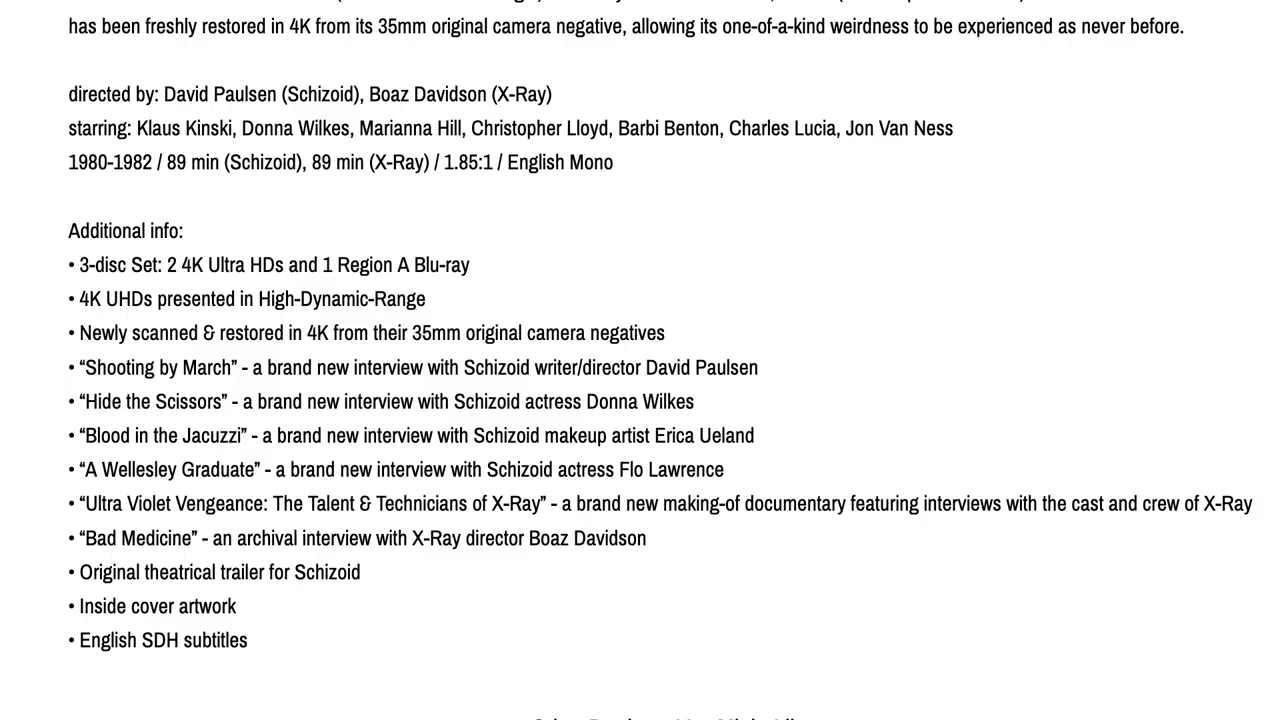 has been freshly restored in 4K from its 35mm original camera negative, allowing its one-of-a-kind weirdness to be experienced as never before.
directed by: David Paulsen (Schizoid), Boaz Davidson (X-Ray)
starring: Klaus Kinski, Donna Wilkes, Marianna Hill, Christopher Lloyd, Barbi Benton, Charles Lucia, Jon Van Ness
1980-1982 / 89 min (Schizoid), 89 min (X-Ray) / 1.85:1 / English Mono
Additional info:
• 3-disc Set: 2 4K Ultra HDs and 1 Region A Blu-ray
• 4K UHDs presented in High-Dynamic-Range
• Newly scanned & restored in 4K from their 35mm original camera negatives
• “Shooting by March” - a brand new interview with Schizoid writer/director David Paulsen
• “Hide the Scissors” - a brand new interview with Schizoid actress Donna Wilkes
• “Blood in the Jacuzzi” - a brand new interview with Schizoid makeup artist Erica Ueland
• “A Wellesley Graduate” - a brand new interview with Schizoid actress Flo Lawrence
• “Ultra Violet Vengeance: The Talent & Technicians of X-Ray” - a brand new making-of documentary featuring interviews with the cast and crew of X-Ray
• “Bad Medicine” - an archival interview with X-Ray director Boaz Davidson
• Original theatrical trailer for Schizoid
• Inside cover artwork
• English SDH subtitles